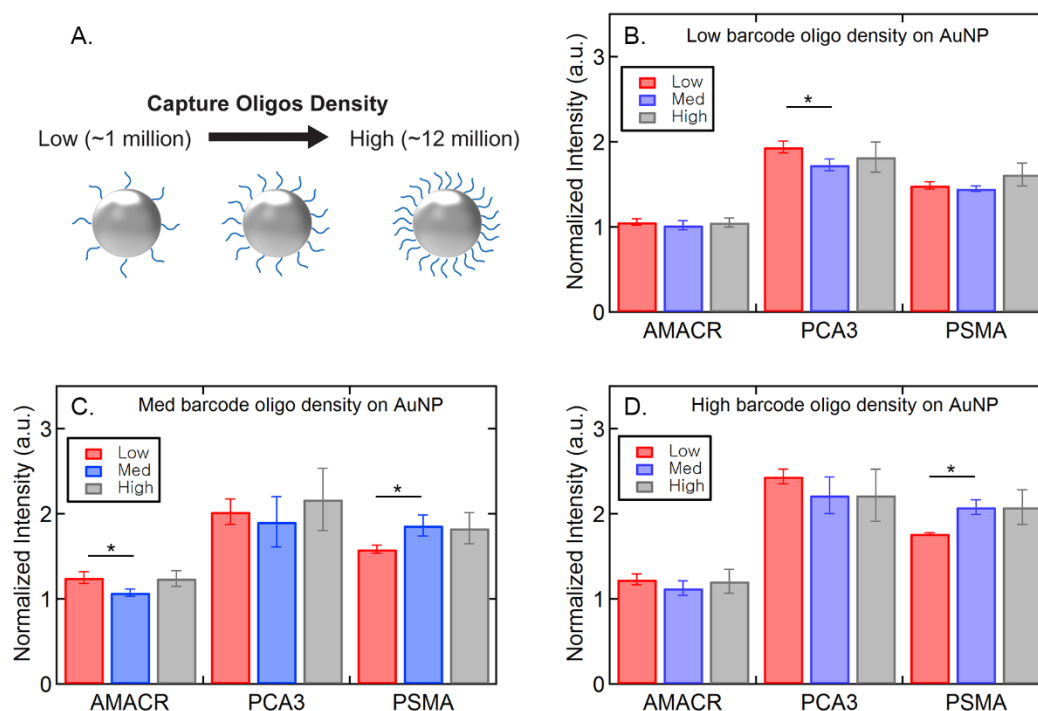 A.
Capture Oligos Density
Low (~1 million)
High (~12 million)
B.
Low barcode oligo density on AuNP
Normalized Intensity (a.u.)
3
2
1
0
Low
Med
High
*
AMACR
PCA3
PSMA
C.
Med barcode oligo density on AuNP
Normalized Intensity (a.u.)
3
2
1
0
Low
Med
High
*
*
AMACR
PCA3
PSMA
D.
High barcode oligo density on AuNP
Normalized Intensity (a.u.)
3
2
1
0
Low
Med
High
*
AMACR
PCA3
PSMA